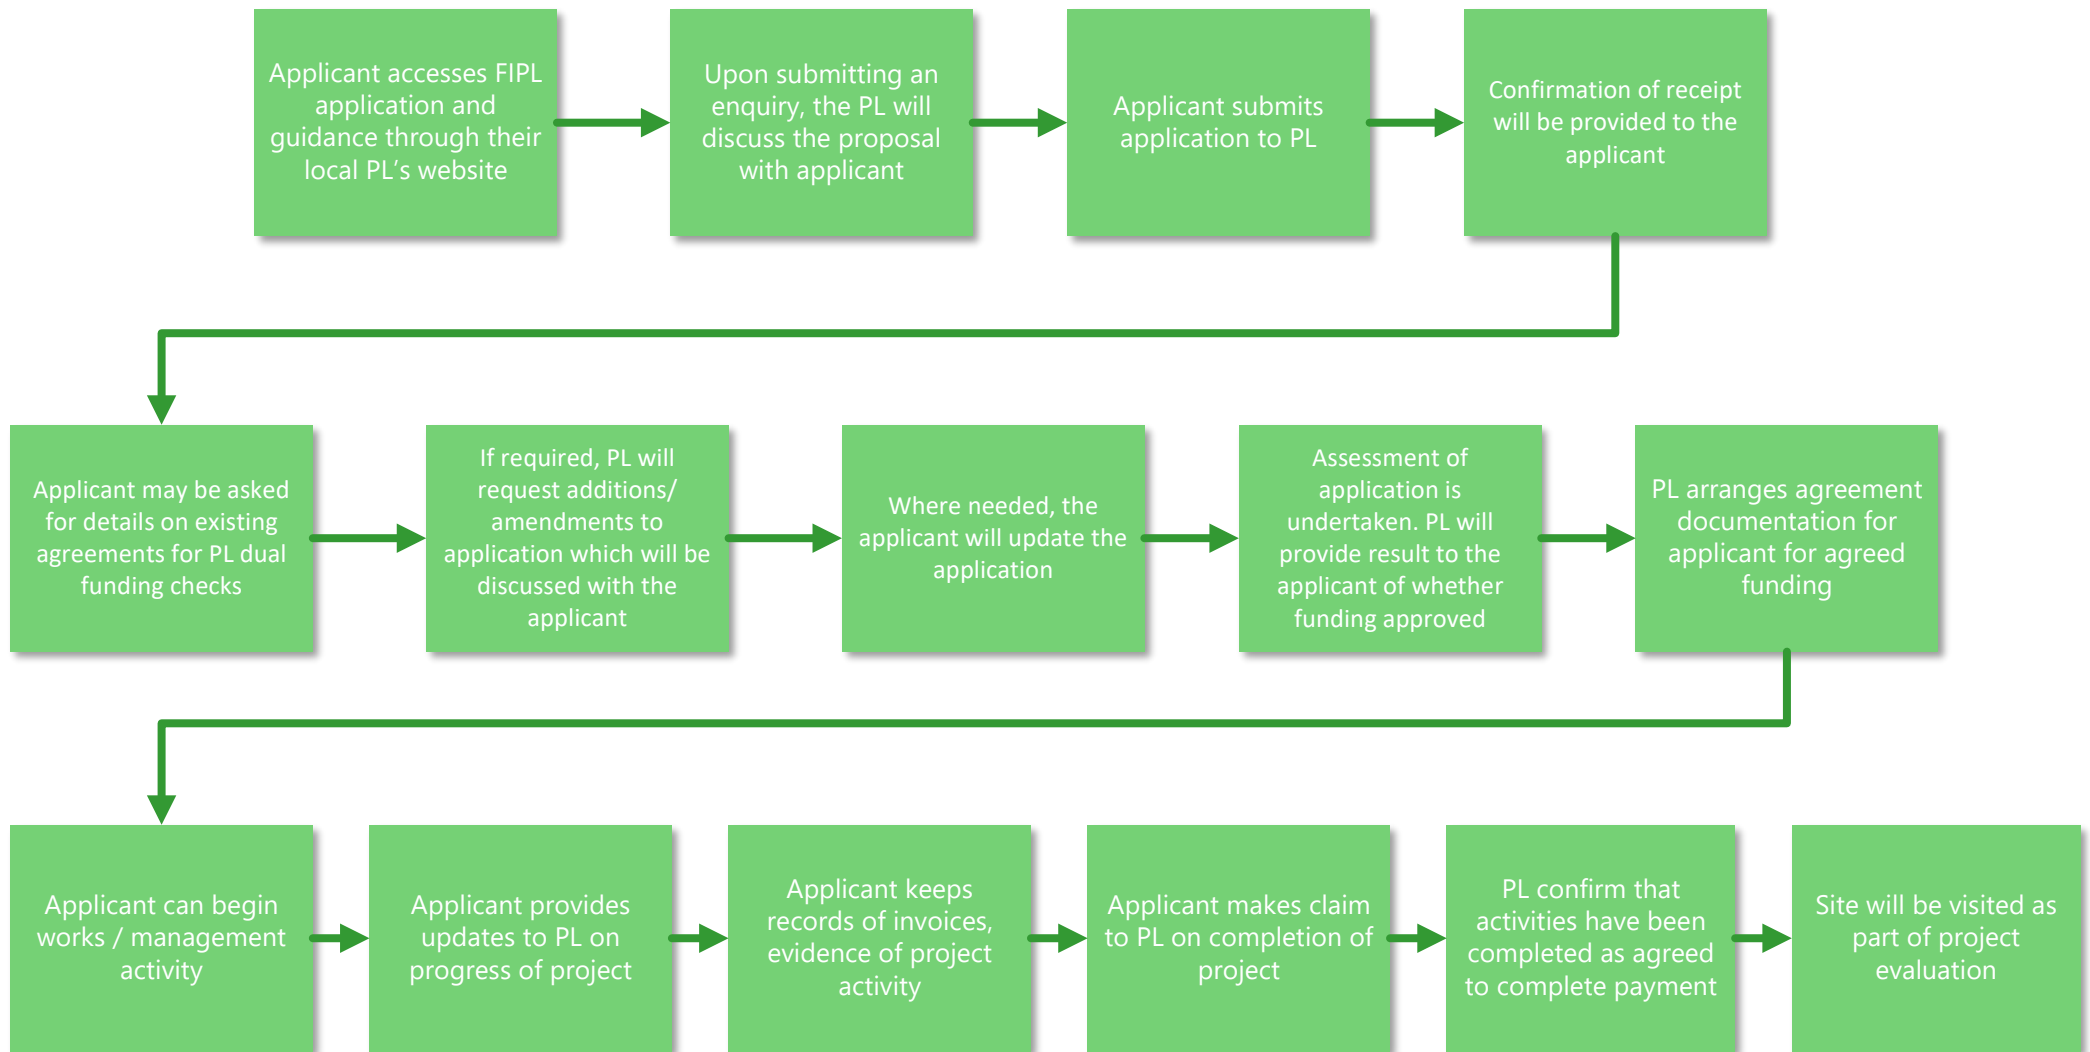 Applicant accesses FIPL
application and
guidance through their
local PL’s website
Upon submitting an
enquiry, the PL will
discuss the proposal
with applicant
Applicant submits
application to PL
Confirmation of receipt
will be provided to the
applicant
Applicant may be asked
for details on existing
agreements for PL dual
funding checks
If required, PL will
request additions/
amendments to
application which will be
discussed with the
applicant
Where needed, the
applicant will update the
application
Assessment of
application is
undertaken. PL will
provide result to the
applicant of whether
funding approved
PL arranges agreement
documentation for
applicant for agreed
funding
Applicant can begin
works / management
activity
Applicant provides
updates to PL on
progress of project
Applicant keeps
records of invoices,
evidence of project
activity
Applicant makes claim
to PL on completion of
project
PL confirm that
activities have been
completed as agreed
to complete payment
Site will be visited as
part of project
evaluation